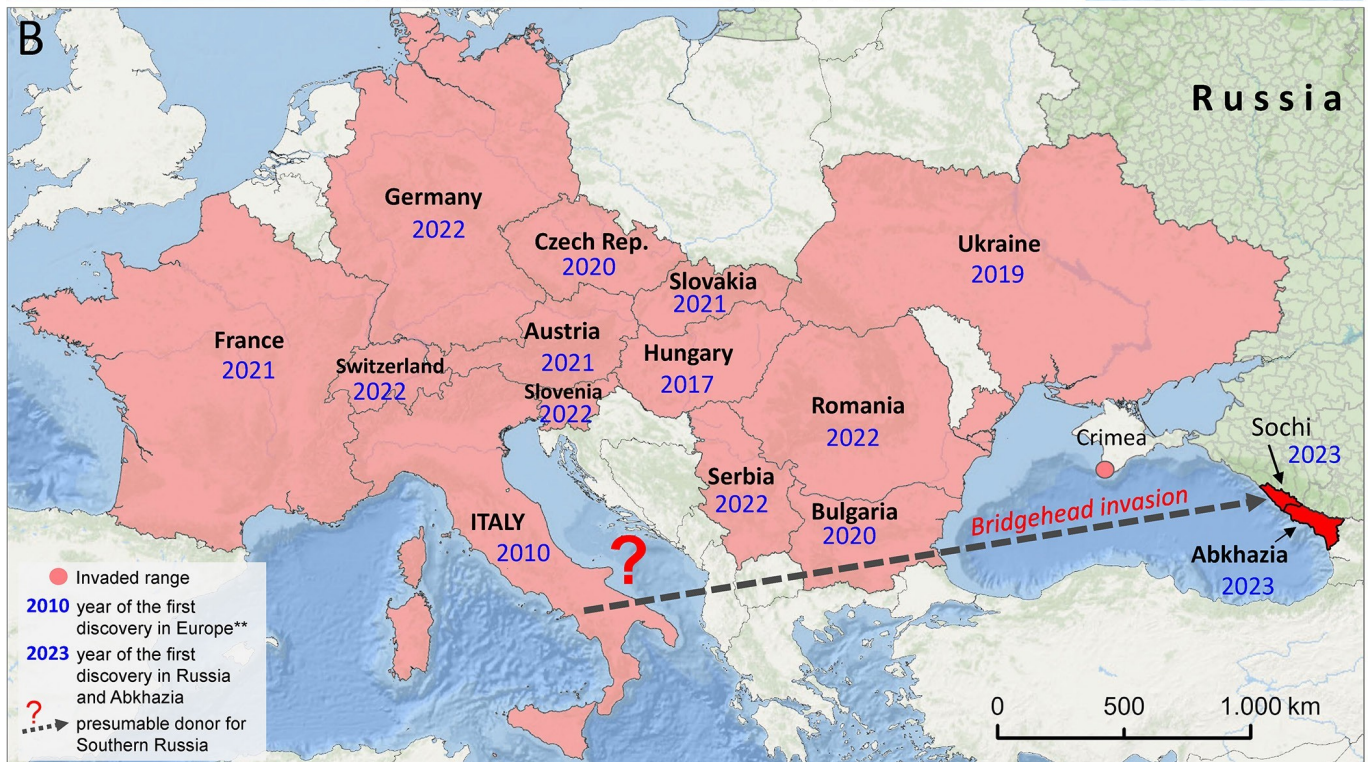 B
Russia
Germany
2022
Czech Rep.
2020
Slovakia
2021
Ukraine
2019
France
2021
Switzerland
2022
Austria
2021
Slovenia
2022
Hungary
2017
Romania
2022
Crimea
Sochi
2023
Serbia
2022
Bulgaria
2020
ITALY
2010
?
Bridgehead invasion
Abkhazia
2023
Invaded range
2010 year of the first
discovery in Europe**
2023 year of the first
discovery in Russia
and Abkhazia
? presumable donor for
Southern Russia
0 500 1.000 km